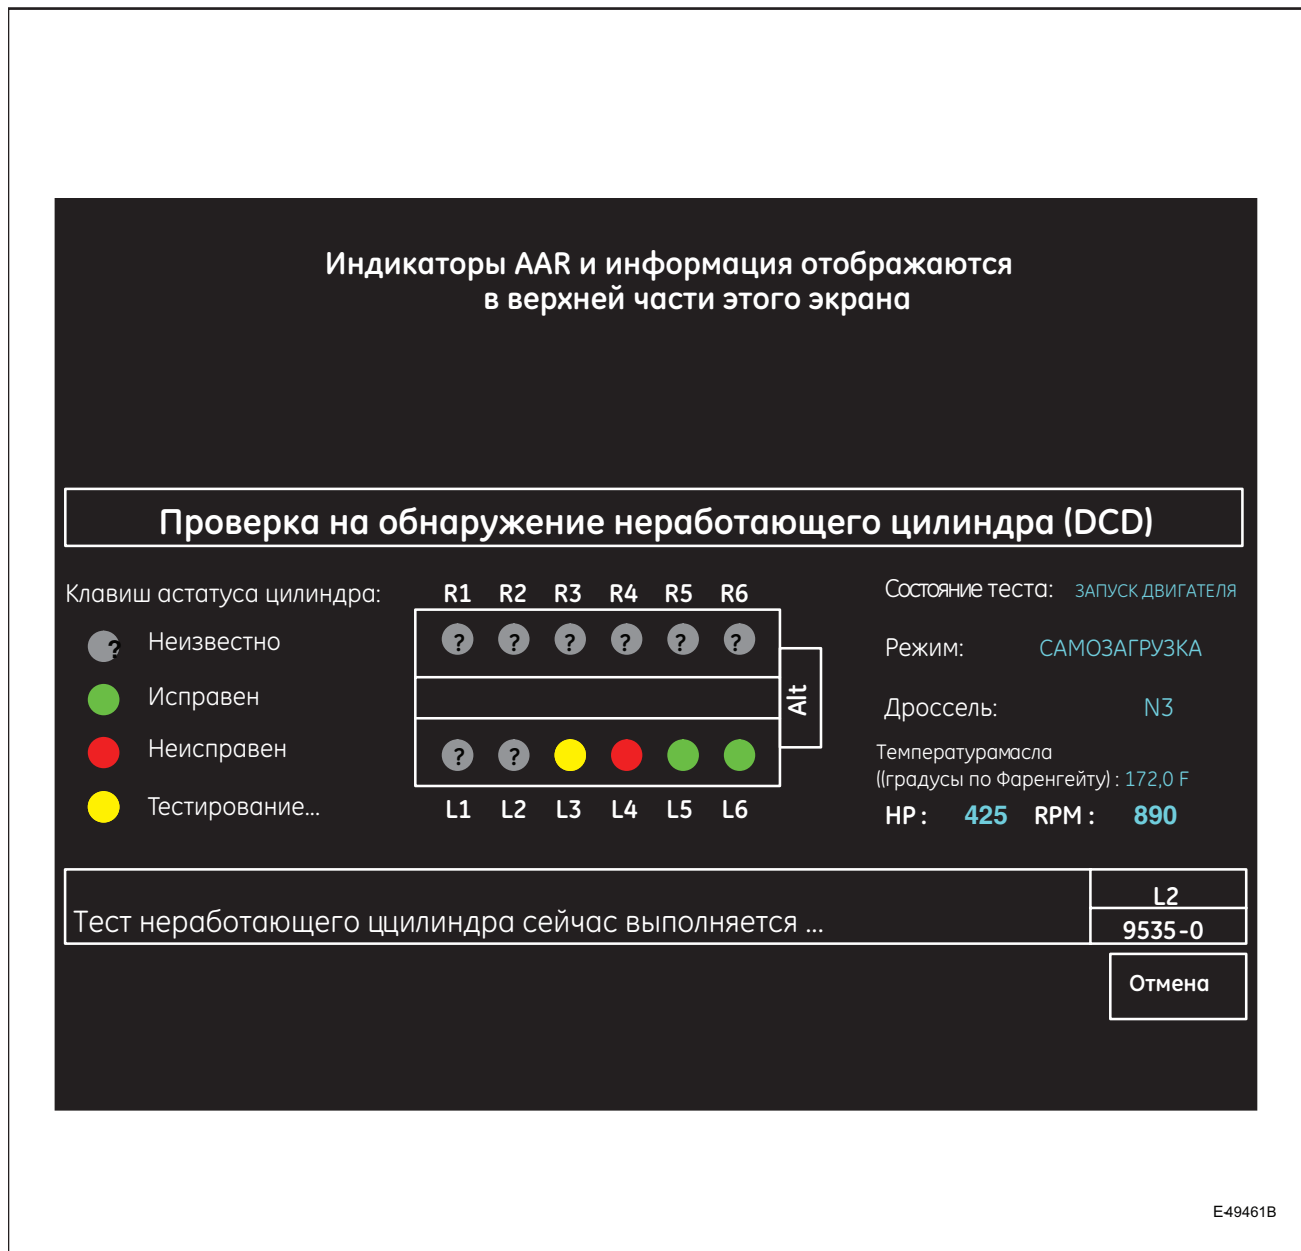 Индикаторы AAR и информация отображаются
в верхней части этого экрана
Проверка на обнаружение неработающего цилиндра (DCD)
Клавиш астатуса цилиндра:
? Неизвестно
Исправен
Неисправен
Тестирование...
R1 R2 R3 R4 R5 R6
? ? ? ? ? ?
Alt
? ?
L1 L2 L3 L4 L5 L6
Состояние теста: ЗАПУСК ДВИГАТЕЛЯ
Режим: САМОЗАГРУЗКА
Дроссель: N3
Температурамасла
((градусы по Фаренгейту) : 172,0 F
HP : 425 RPM : 890
Тест неработающего ццилиндра сейчас выполняется ...
L2
9535-0
Отмена
E-49461B